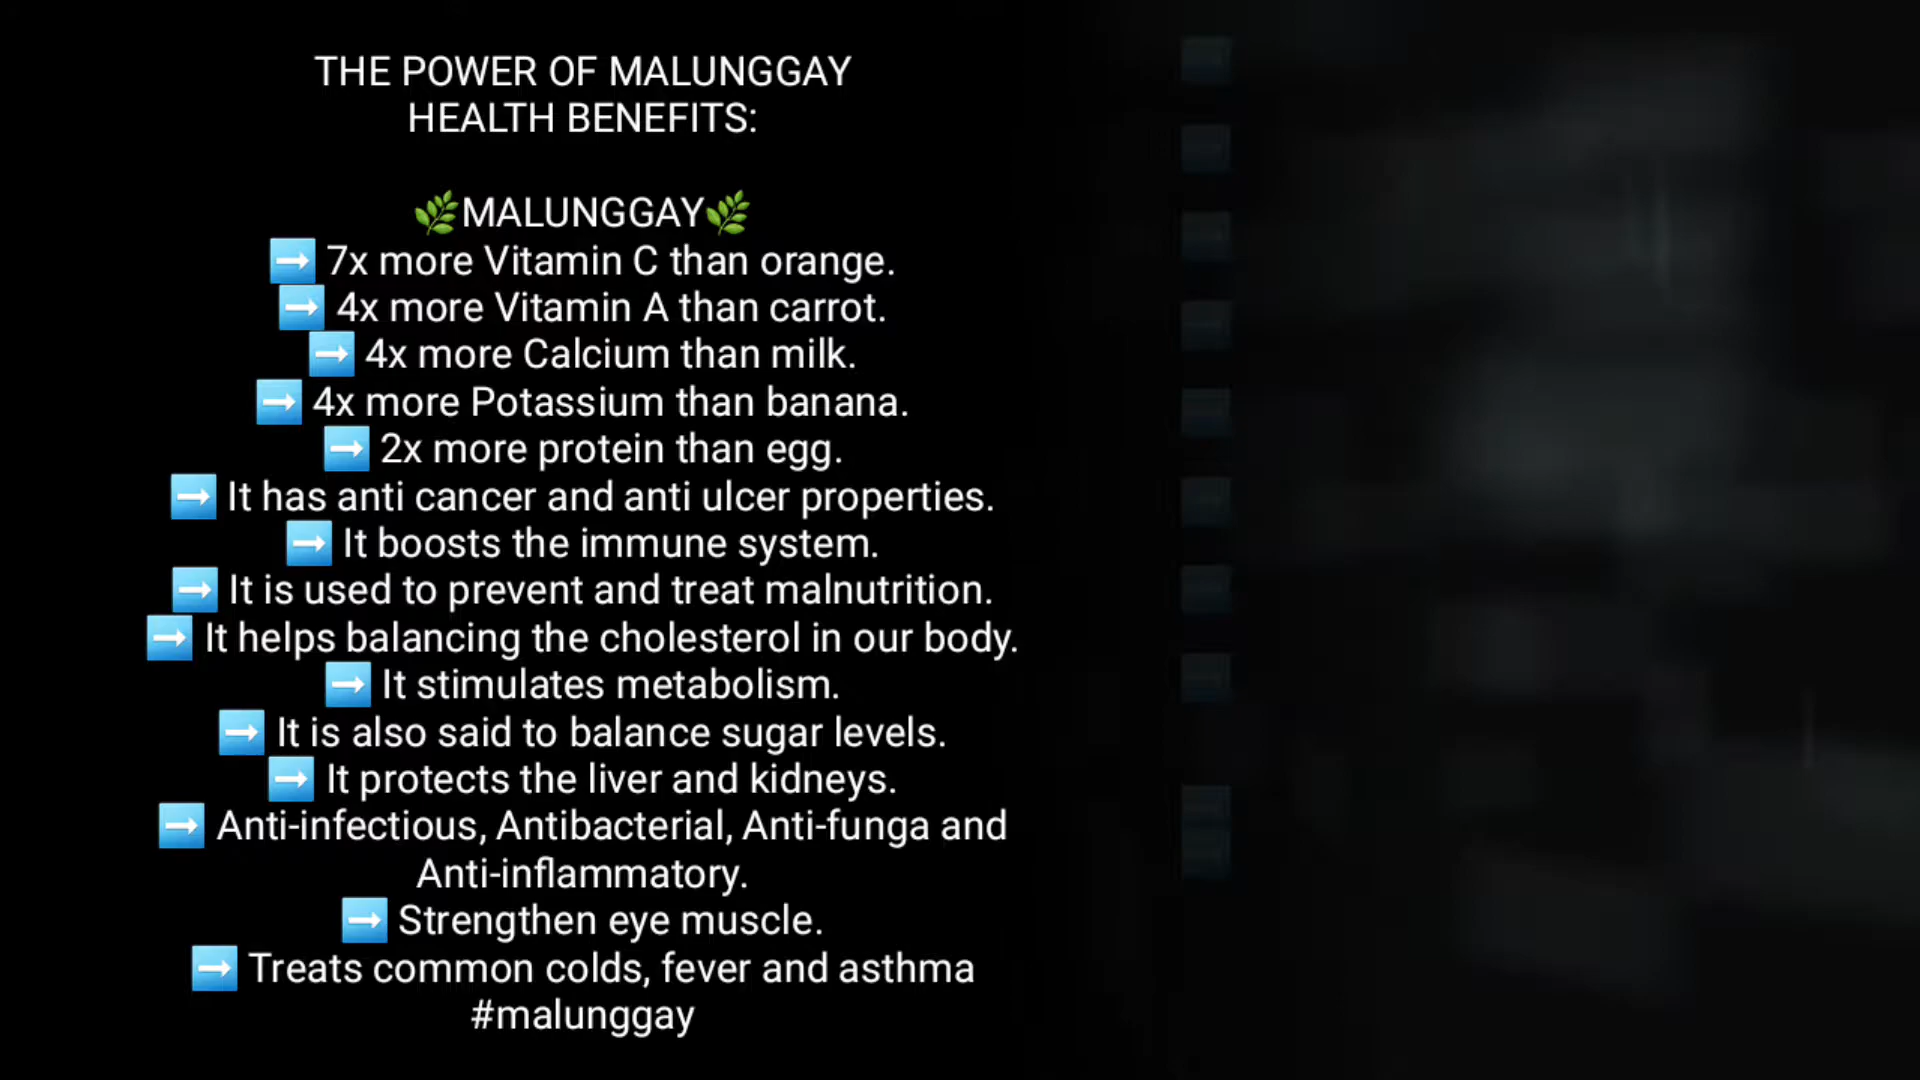 THE POWER OF MALUNGGAY
HEALTH BENEFITS:
🌿MALUNGGAY🌿
➡️ 7x more Vitamin C than orange.
➡️ 4x more Vitamin A than carrot.
➡️ 4x more Calcium than milk.
➡️ 4x more Potassium than banana.
➡️ 2x more protein than egg.
➡️ It has anti cancer and anti ulcer properties.
➡️ It boosts the immune system.
➡️ It is used to prevent and treat malnutrition.
➡️ It helps balancing the cholesterol in our body.
➡️ It stimulates metabolism.
➡️ It is also said to balance sugar levels.
➡️ It protects the liver and kidneys.
➡️ Anti-infectious, Antibacterial, Anti-funga and
Anti-inflammatory.
➡️ Strengthen eye muscle.
➡️ Treats common colds, fever and asthma
#malunggay